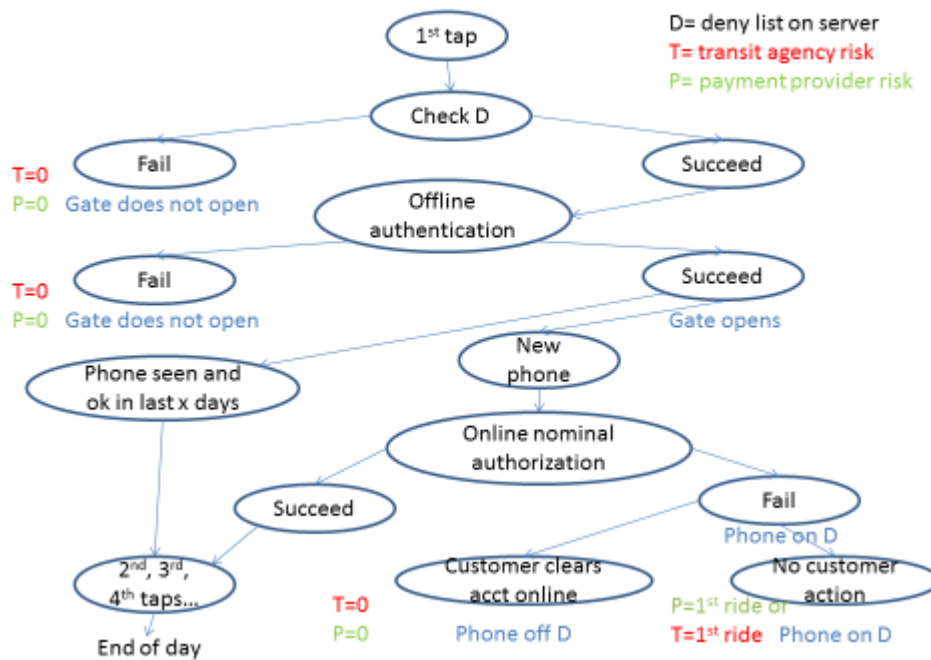 D= deny list on server
1st tap
T= transit agency risk
P= payment provider risk
Check D
Fail
Succeed
T=0
P=0 Gate does not open
Offline
authentication
Fail
Succeed
T=0
P=0 Gate does not open
Gate opens
New
phone
Phone seen and
ok in last x days
Online nominal
authorization
Succeed
Fail
Phone on D
2nd, 3rd,
4th taps...
Customer clears
acct online
No customer
action
T=0
P=0
Phone off D
P=1st ride or
T=1st ride
Phone on D
End of day